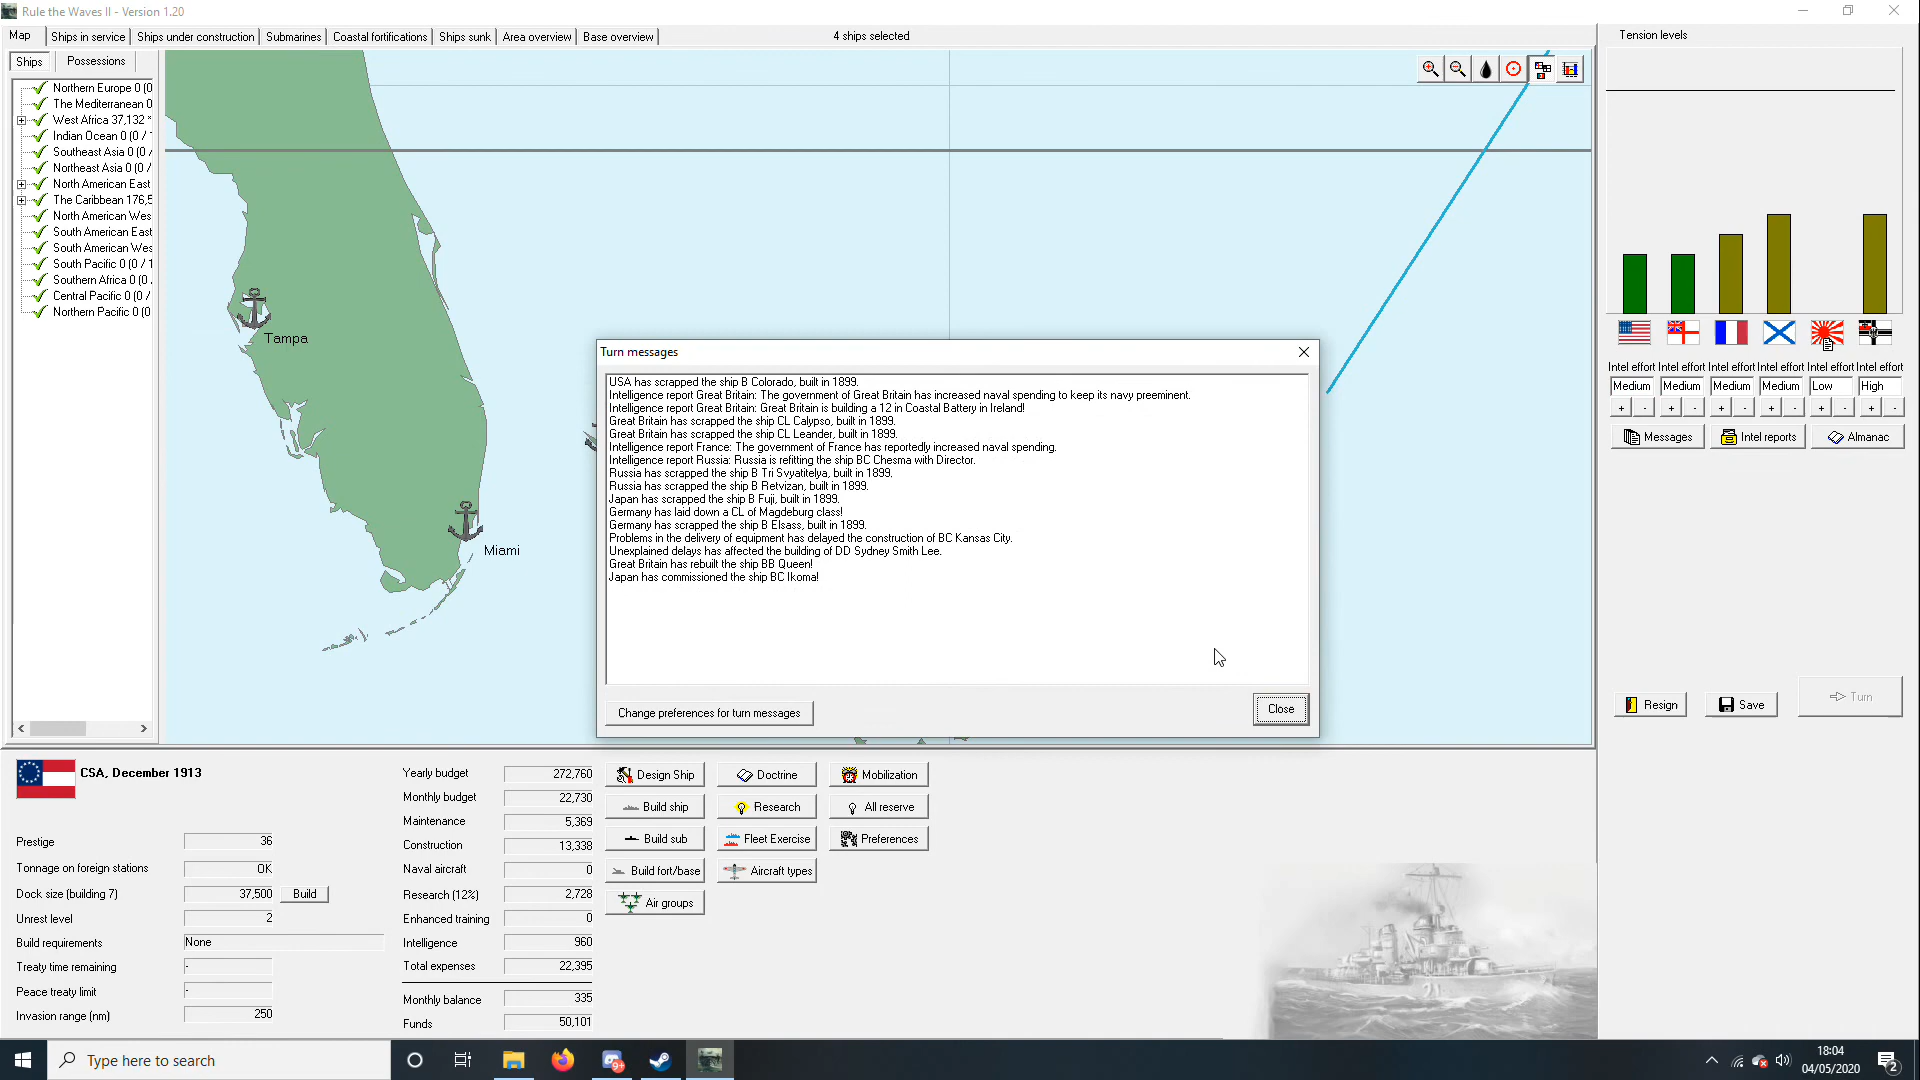 Rule the Waves II - Version 1.20
Map
Ships in service
Ships under construction
Submarines
Coastal fortifications
Ships sunk
Area overview
Base overview
4 ships selected
Tension levels
Ships
Possessions
Northern Europe 0 (0
The Mediterranean 0
West Africa 37,132 *
Indian Ocean 0 (0 / 1
Southeast Asia 0 (0 /
Northeast Asia 0 (0 /
North American East
The Caribbean 176,5
North American Wes
South American East
South American Wes
South Pacific 0 (0 / 1
Southern Africa 0 (0
Central Pacific 0 (0 /
Northern Pacific 0 (0
Tampa
Miami
Turn messages
USA has scrapped the ship B Colorado, built in 1899.
Intelligence report Great Britain: The government of Great Britain has increased naval spending to keep its navy preeminent.
Intelligence report Great Britain: Great Britain is building a 12 in Coastal Battery in Ireland!
Great Britain has scrapped the ship CL Calypso, built in 1899.
Great Britain has scrapped the ship CL Leander, built in 1899.
Intelligence report France: The government of France has reportedly increased naval spending.
Intelligence report Russia: Russia is refitting the ship BC Chesma with Director.
Russia has scrapped the ship B Tri Svyatitelya, built in 1899.
Russia has scrapped the ship B Retvizan, built in 1899.
Japan has scrapped the ship B Fuji, built in 1899.
Germany has laid down a CL of Magdeburg class!
Germany has scrapped the ship B Elsass, built in 1899.
Problems in the delivery of equipment has delayed the construction of BC Kansas City.
Unexplained delays has affected the building of DD Sydney Smith Lee.
Great Britain has rebuilt the ship BB Queen!
Japan has commissioned the ship BC Ikoma!
Change preferences for turn messages
Close
Intel effort Intel effort Intel effort Intel effort Intel effort Intel effort
Medium Medium Medium Medium Low High
+ - + - + - + - + - + -
Messages
Intel reports
Almanac
Resign
Save
Turn
CSA, December 1913
Prestige 36
Tonnage on foreign stations OK
Dock size (building 7) 37,500 Build
Unrest level 2
Build requirements None
Treaty time remaining -
Peace treaty limit -
Invasion range (nm) 250
Yearly budget 272,760
Monthly budget 22,730
Maintenance 5,369
Construction 13,338
Naval aircraft 0
Research (12%) 2,728
Enhanced training 0
Intelligence 960
Total expenses 22,395
Monthly balance 335
Funds 50,101
Design Ship
Doctrine
Mobilization
Build ship
Research
All reserve
Build sub
Fleet Exercise
Preferences
Build fort/base
Aircraft types
Air groups
Type here to search
9+
18:04
04/05/2020
2